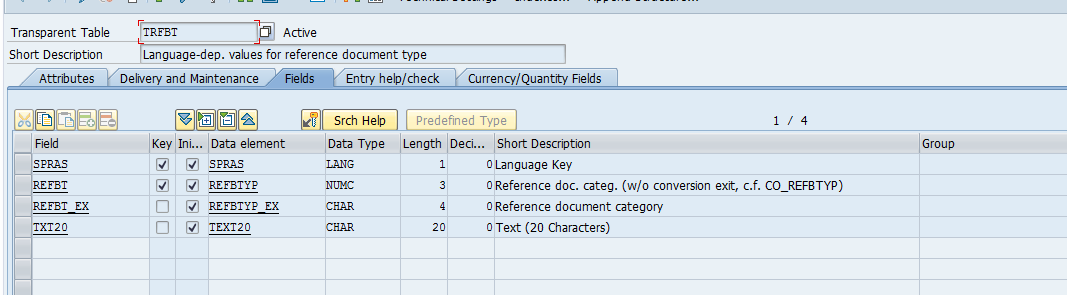 Transparent Table TRFBT Active
Short Description Language-dep. values for reference document type
Attributes Delivery and Maintenance Fields Entry help/check Currency/Quantity Fields
Srch Help Predefined Type 1 / 4
Field Key Ini... Data element Data Type Length Deci... Short Description Group
SPRAS SPRAS LANG 1 0 Language Key
REFBT REFBTYP NUMC 3 0 Reference doc. categ. (w/o conversion exit, c.f. CO_REFBTYP)
REFBT_EX REFBTYP_EX CHAR 4 0 Reference document category
TXT20 TEXT20 CHAR 20 0 Text (20 Characters)